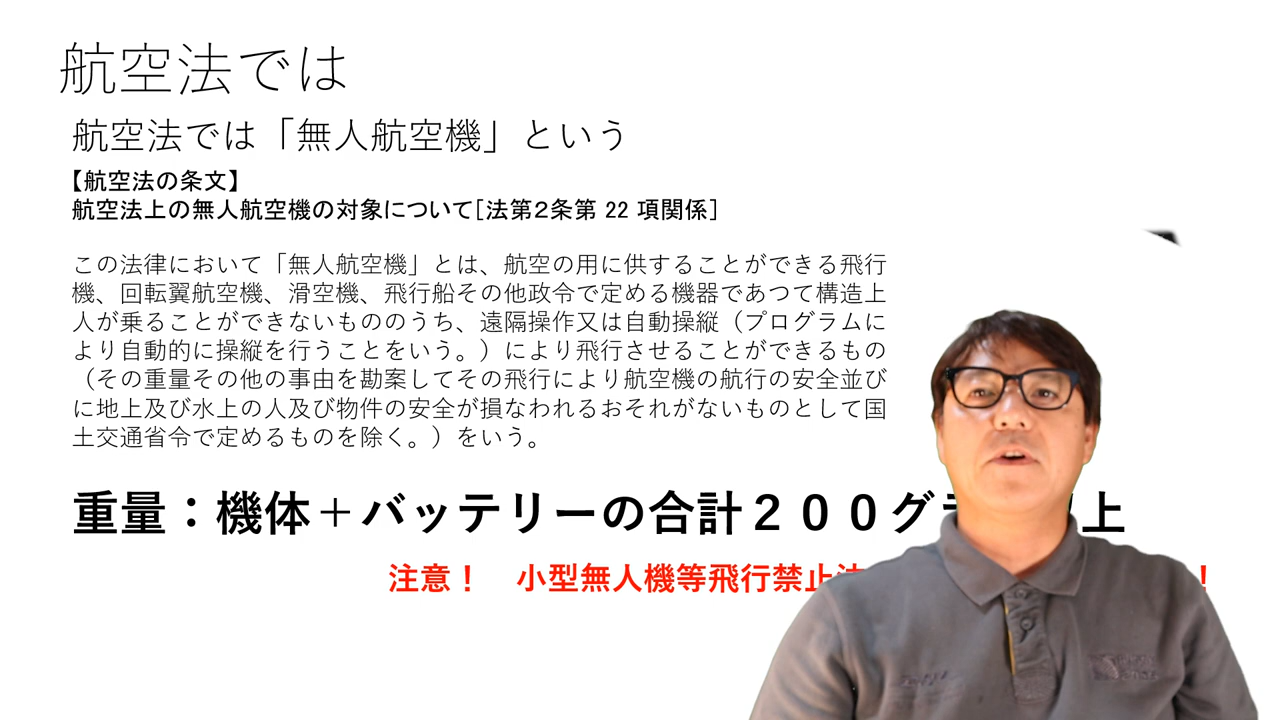 航空法では
航空法では「無人航空機」という
【航空法の条文】
航空法上の無人航空機の対象について[法第2条第 22 項関係]
この法律において「無人航空機」とは、航空の用に供することができる飛行
機、回転翼航空機、滑空機、飛行船その他政令で定める機器であつて構造上
人が乗ることができないもののうち、遠隔操作又は自動操縦（プログラムに
より自動的に操縦を行うことをいう。）により飛行させることができるもの
（その重量その他の事由を勘案してその飛行により航空機の航行の安全並び
に地上及び水上の人及び物件の安全が損なわれるおそれがないものとして国
土交通省令で定めるものを除く。）をいう。
重量：機体＋バッテリーの合計２００グ 上
注意！　小型無人機等飛行禁止 ！